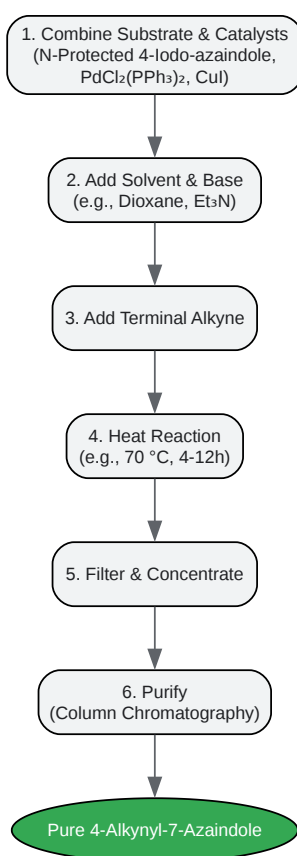 1. Combine Substrate & Catalysts
(N-Protected 4-Iodo-azaindole,
PdCl₂(PPh₃)₂, CuI)
2. Add Solvent & Base
(e.g., Dioxane, Et₃N)
3. Add Terminal Alkyne
4. Heat Reaction
(e.g., 70 °C, 4-12h)
5. Filter & Concentrate
6. Purify
(Column Chromatography)
Pure 4-Alkynyl-7-Azaindole